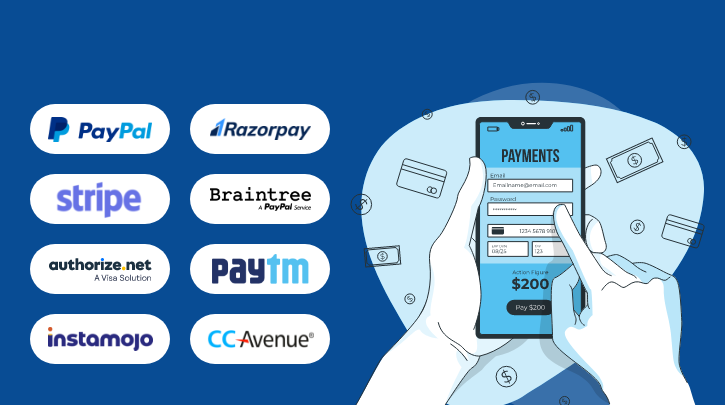 PayPal
Razorpay
stripe
Braintree
A PayPal Service
authorize.net
A Visa Solution
paytm
instamojo
CCAvenue®
PAYMENTS
Email
Emailname@email.com
Password
1234 5678
08/25
123
Action Figure
$200
Pay $200